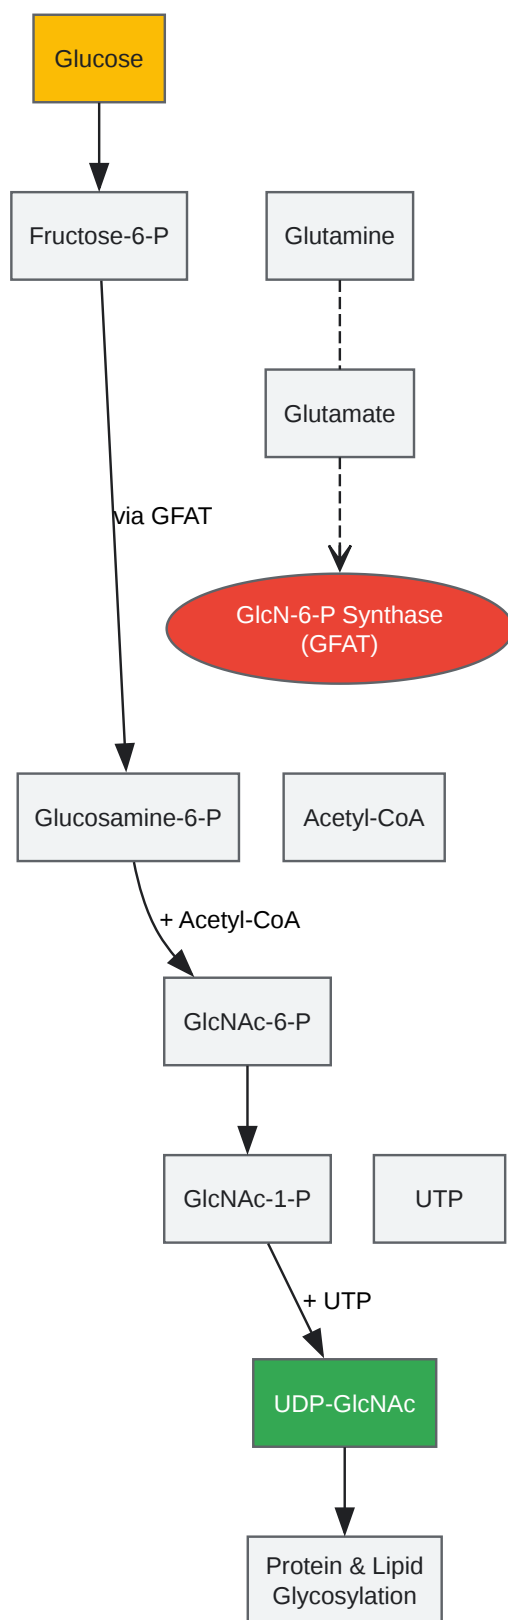 Glucose
Fructose-6-P
Glutamine
Glutamate
via GFAT
GlcN-6-P Synthase
(GFAT)
Glucosamine-6-P
Acetyl-CoA
+ Acetyl-CoA
GlcNAc-6-P
GlcNAc-1-P
UTP
+ UTP
UDP-GlcNAc
Protein & Lipid
Glycosylation